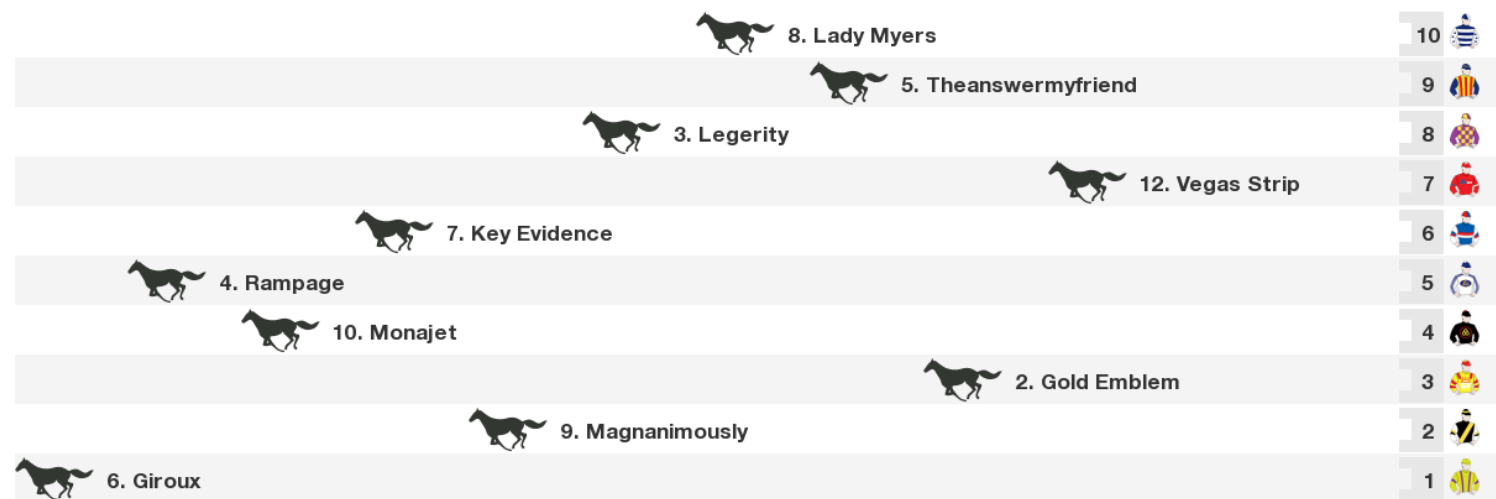 8. Lady Myers 10
5. Theanswermyfriend 9
3. Legerity 8
12. Vegas Strip 7
7. Key Evidence 6
4. Rampage 5
10. Monajet 4
2. Gold Emblem 3
9. Magnanimously 2
6. Giroux 1